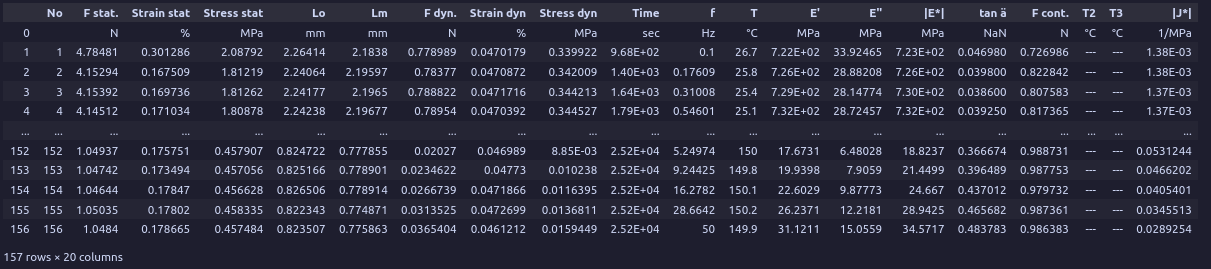 No F stat. Strain stat Stress stat Lo Lm F dyn. Strain dyn Stress dyn Time f T E' E'' |E*| tan ä F cont. T2 T3 |J*|
0 N % MPa mm mm N % MPa sec Hz °C MPa MPa MPa NaN N °C °C 1/MPa
1 1 4.78481 0.301286 2.08792 2.26414 2.1838 0.778989 0.0470179 0.339922 9.68E+02 0.1 26.7 7.22E+02 33.92465 7.23E+02 0.046980 0.726986 --- --- 1.38E-03
2 2 4.15294 0.167509 1.81219 2.24064 2.19597 0.78377 0.0470872 0.342009 1.40E+03 0.17609 25.8 7.26E+02 28.88208 7.26E+02 0.039800 0.822842 --- --- 1.38E-03
3 3 4.15392 0.169736 1.81262 2.24177 2.1965 0.788822 0.0471716 0.344213 1.64E+03 0.31008 25.4 7.29E+02 28.14774 7.30E+02 0.038600 0.807583 --- --- 1.37E-03
4 4 4.14512 0.171034 1.80878 2.24238 2.19677 0.78954 0.0470392 0.344527 1.79E+03 0.54601 25.1 7.32E+02 28.72457 7.32E+02 0.039250 0.817365 --- --- 1.37E-03
... ... ... ... ... ... ... ... ... ... ... ... ... ... ... ... ... ... ... ... ...
152 152 1.04937 0.175751 0.457907 0.824722 0.777855 0.02027 0.046989 8.85E-03 2.52E+04 5.24974 150 17.6731 6.48028 18.8237 0.366674 0.988731 --- --- 0.0531244
153 153 1.04742 0.173494 0.457056 0.825166 0.778901 0.0234622 0.04773 0.010238 2.52E+04 9.24425 149.8 19.9398 7.9059 21.4499 0.396489 0.987753 --- --- 0.0466202
154 154 1.04644 0.17847 0.456628 0.826506 0.778914 0.0266739 0.0471866 0.0116395 2.52E+04 16.2782 150.1 22.6029 9.87773 24.667 0.437012 0.979732 --- --- 0.0405401
155 155 1.05035 0.17802 0.458335 0.822343 0.774871 0.0313525 0.0472699 0.0136811 2.52E+04 28.6642 150.2 26.2371 12.2181 28.9425 0.465682 0.987361 --- --- 0.0345513
156 156 1.0484 0.178665 0.457484 0.823507 0.775863 0.0365404 0.0461212 0.0159449 2.52E+04 50 149.9 31.1211 15.0559 34.5717 0.483783 0.986383 --- --- 0.0289254
157 rows × 20 columns